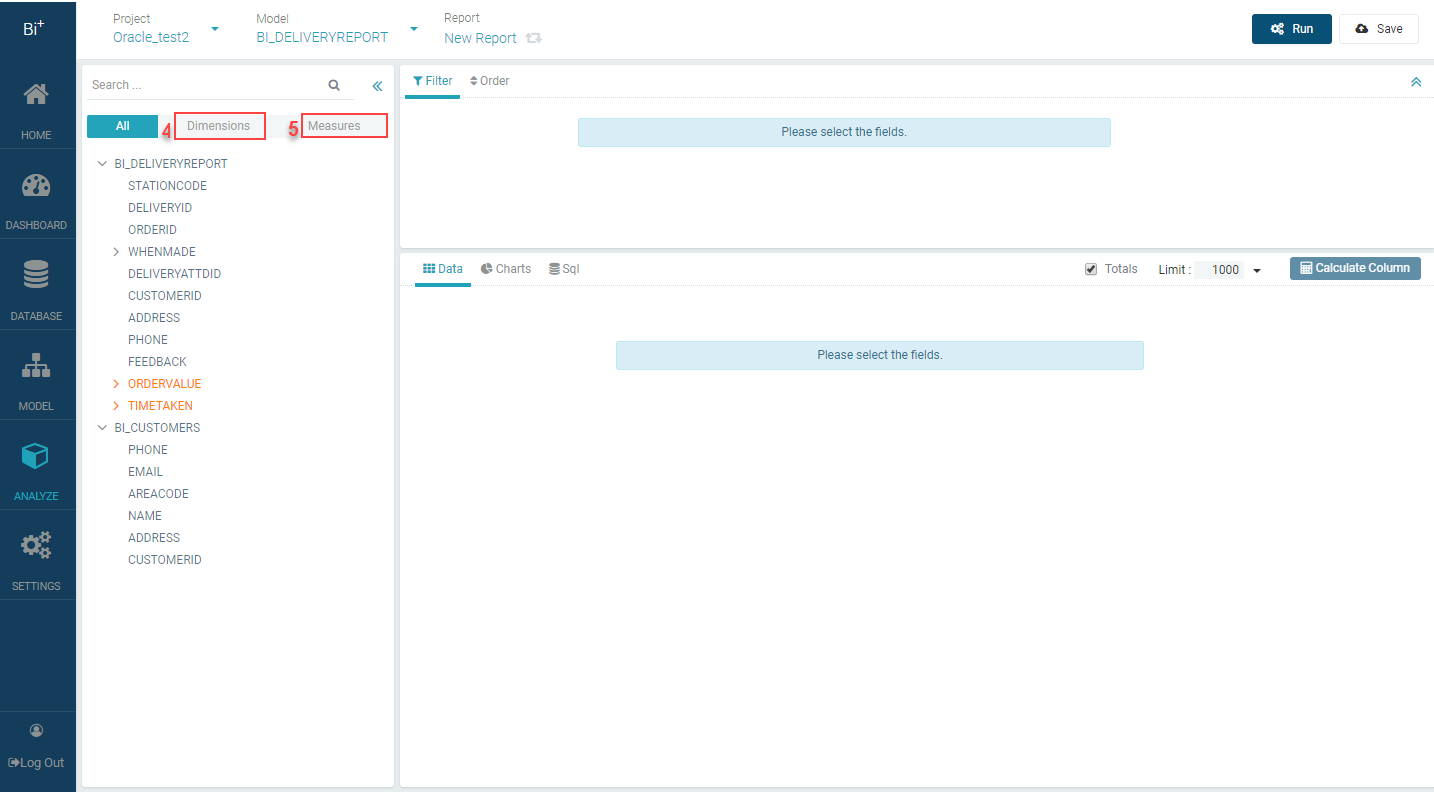 Bi+
Project
Oracle_test2
Model
BI_DELIVERYREPORT
Report
New Report
Run
Save
HOME
DASHBOARD
DATABASE
MODEL
ANALYZE
SETTINGS
Log Out
Search ...
All
4
Dimensions
5
Measures
BI_DELIVERYREPORT
STATIONCODE
DELIVERYID
ORDERID
WHENMADE
DELIVERYATTDID
CUSTOMERID
ADDRESS
PHONE
FEEDBACK
ORDERVALUE
TIMETAKEN
BI_CUSTOMERS
PHONE
EMAIL
AREACODE
NAME
ADDRESS
CUSTOMERID
Filter
Order
Please select the fields.
Data
Charts
Sql
Totals
Limit :
1000
Calculate Column
Please select the fields.